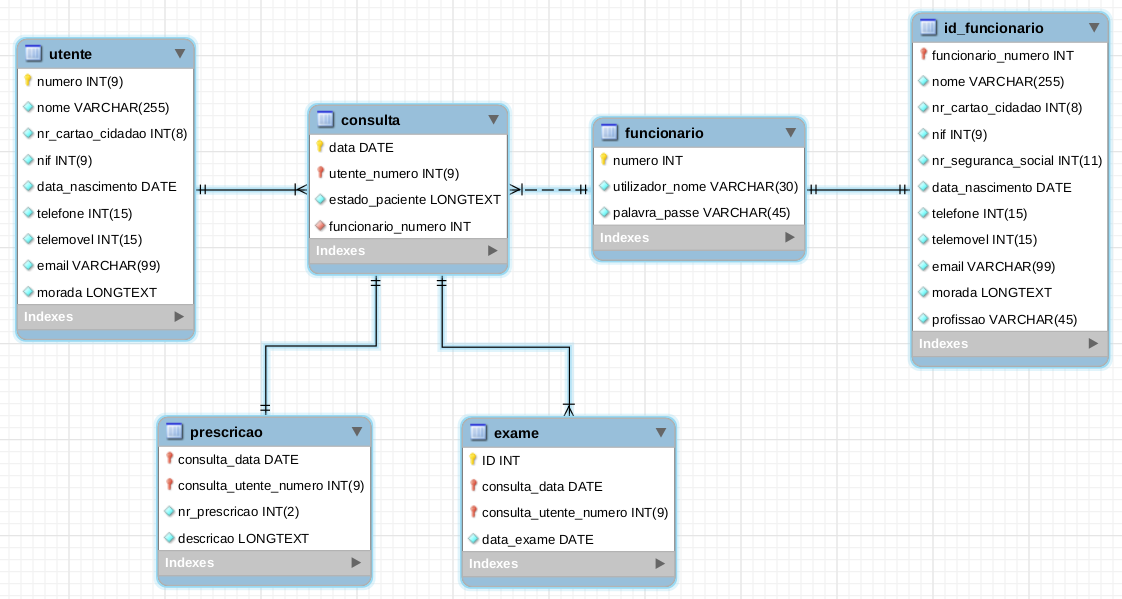 utente
numero INT(9)
nome VARCHAR(255)
nr_cartao_cidadao INT(8)
nif INT(9)
data_nascimento DATE
telefone INT(15)
telemovel INT(15)
email VARCHAR(99)
morada LONGTEXT
Indexes
consulta
data DATE
utente_numero INT(9)
estado_paciente LONGTEXT
funcionario_numero INT
Indexes
funcionario
numero INT
utilizador_nome VARCHAR(30)
palavra_passe VARCHAR(45)
Indexes
id_funcionario
funcionario_numero INT
nome VARCHAR(255)
nr_cartao_cidadao INT(8)
nif INT(9)
nr_seguranca_social INT(11)
data_nascimento DATE
telefone INT(15)
telemovel INT(15)
email VARCHAR(99)
morada LONGTEXT
profissao VARCHAR(45)
Indexes
prescricao
consulta_data DATE
consulta_utente_numero INT(9)
nr_prescricao INT(2)
descricao LONGTEXT
Indexes
exame
ID INT
consulta_data DATE
consulta_utente_numero INT(9)
data_exame DATE
Indexes